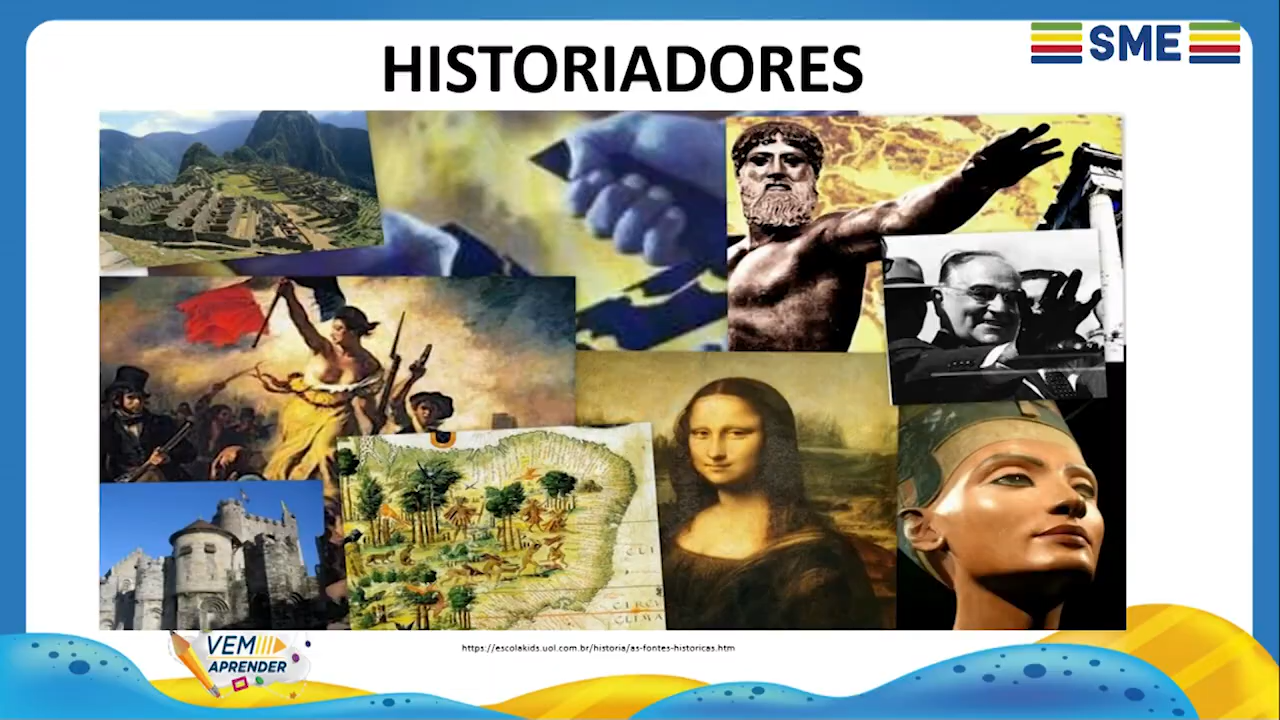 SME
HISTORIADORES
VEM
APRENDER
https://escolakids.uol.com.br/historia/as-fontes-historicas.htm